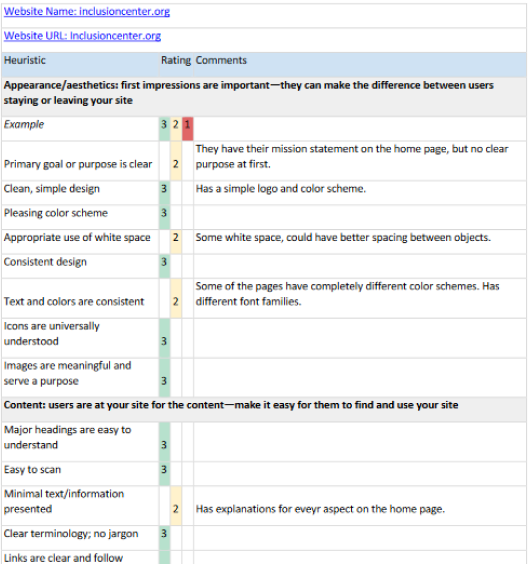 Website Name: inclusioncenter.org
Website URL: Inclusioncenter.org
Heuristic Rating Comments
Appearance/aesthetics: first impressions are important—they can make the difference between users
staying or leaving your site
Example 3 2 1
They have their mission statement on the home page, but no clear
Primary goal or purpose is clear 2 purpose at first.
Clean, simple design 3 Has a simple logo and color scheme.
Pleasing color scheme 3
Appropriate use of white space 2 Some white space, could have better spacing between objects.
Consistent design 3
Some of the pages have completely different color schemes. Has
Text and colors are consistent 2 different font families.
Icons are universally
understood 3
Images are meaningful and
serve a purpose 3
Content: users are at your site for the content—make it easy for them to find and use your site
Major headings are easy to
understand 3
Easy to scan 3
Minimal text/information
presented 2 Has explanations for eveyr aspect on the home page.
Clear terminology; no jargon 3
Links are clear and follow